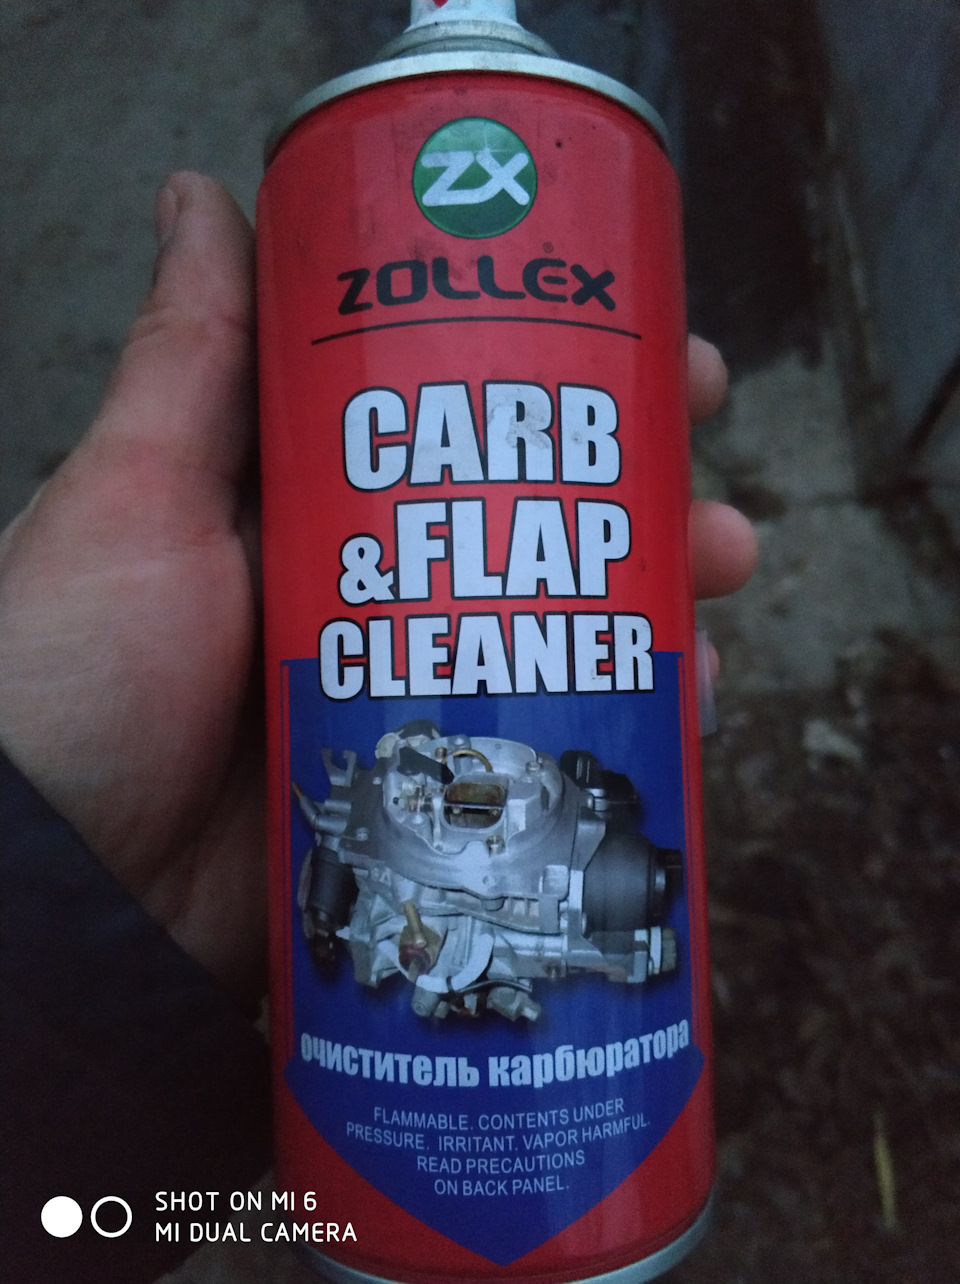 ZX
ZOLLEX®
CARB
&FLAP
CLEANER
очиститель карбюратора
FLAMMABLE. CONTENTS UNDER
PRESSURE. IRRITANT. VAPOR HARMFUL.
READ PRECAUTIONS
ON BACK PANEL.
SHOT ON MI 6
MI DUAL CAMERA